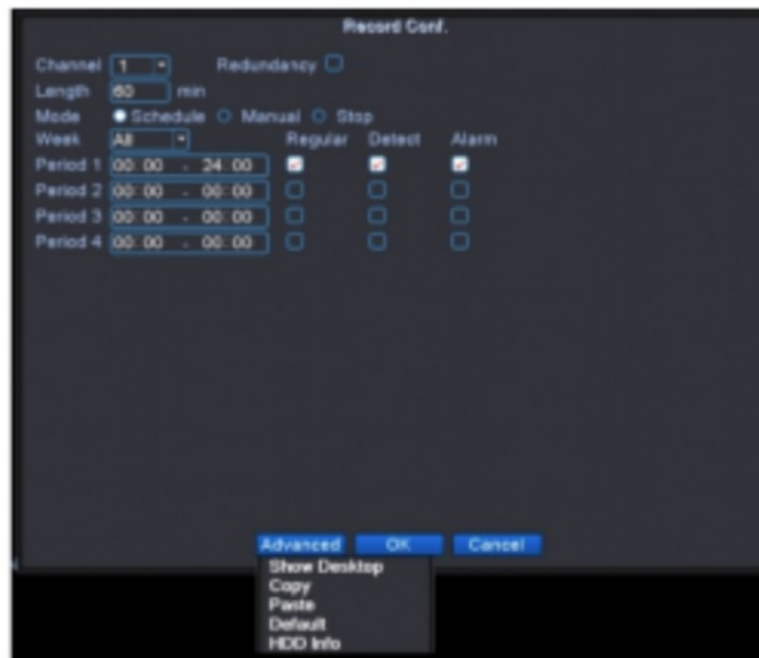 Record Conf.
Channel 1 Redundancy
Length 60 min
Mode Schedule Manual Stop
Week All Regular Detect Alarm
Period 1 00:00 - 24:00
Period 2 00:00 - 00:00
Period 3 00:00 - 00:00
Period 4 00:00 - 00:00
Advanced OK Cancel
Show Desktop
Copy
Paste
Default
HDD Info